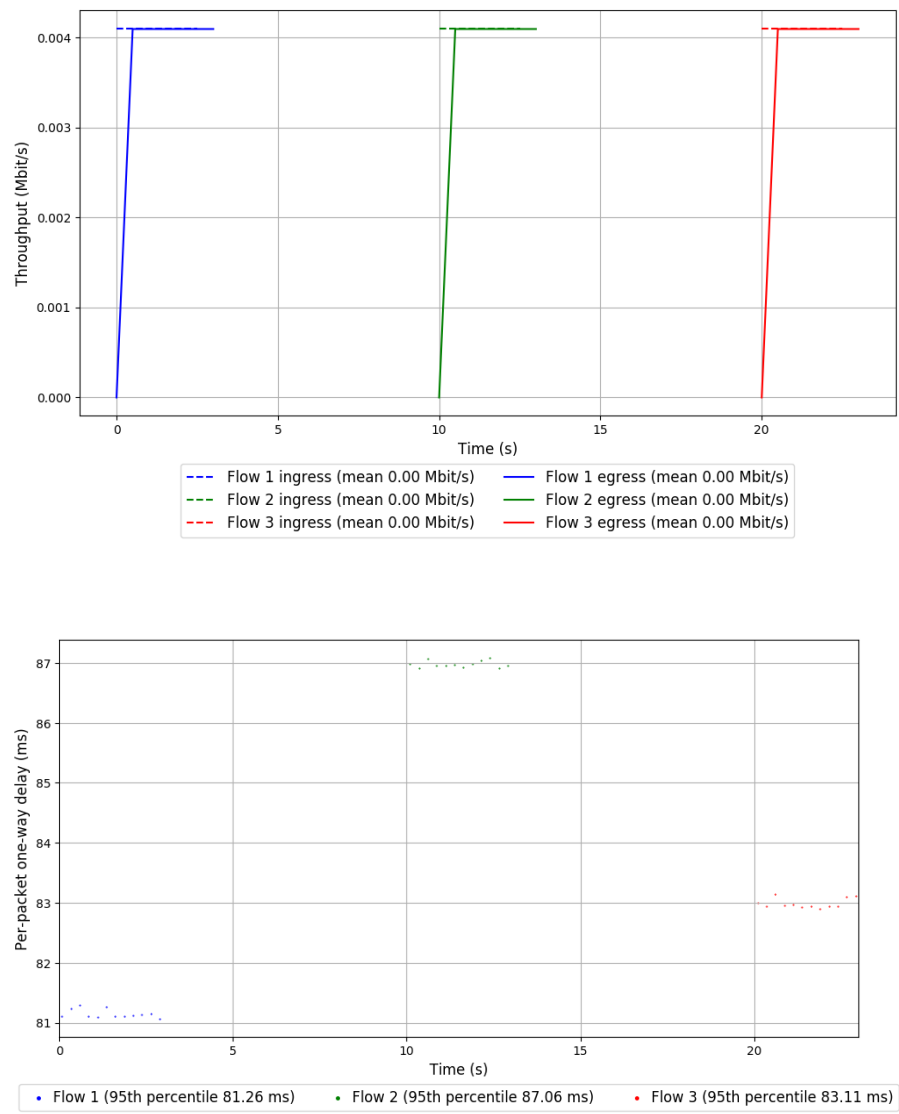 0.004
0.003
0.002
0.001
0.000
Throughput (Mbit/s)
0 5 10 15 20
Time (s)
Flow 1 ingress (mean 0.00 Mbit/s) Flow 1 egress (mean 0.00 Mbit/s)
Flow 2 ingress (mean 0.00 Mbit/s) Flow 2 egress (mean 0.00 Mbit/s)
Flow 3 ingress (mean 0.00 Mbit/s) Flow 3 egress (mean 0.00 Mbit/s)
87
86
85
84
83
82
81
Per-packet one-way delay (ms)
0 5 10 15 20
Time (s)
Flow 1 (95th percentile 81.26 ms) Flow 2 (95th percentile 87.06 ms) Flow 3 (95th percentile 83.11 ms)